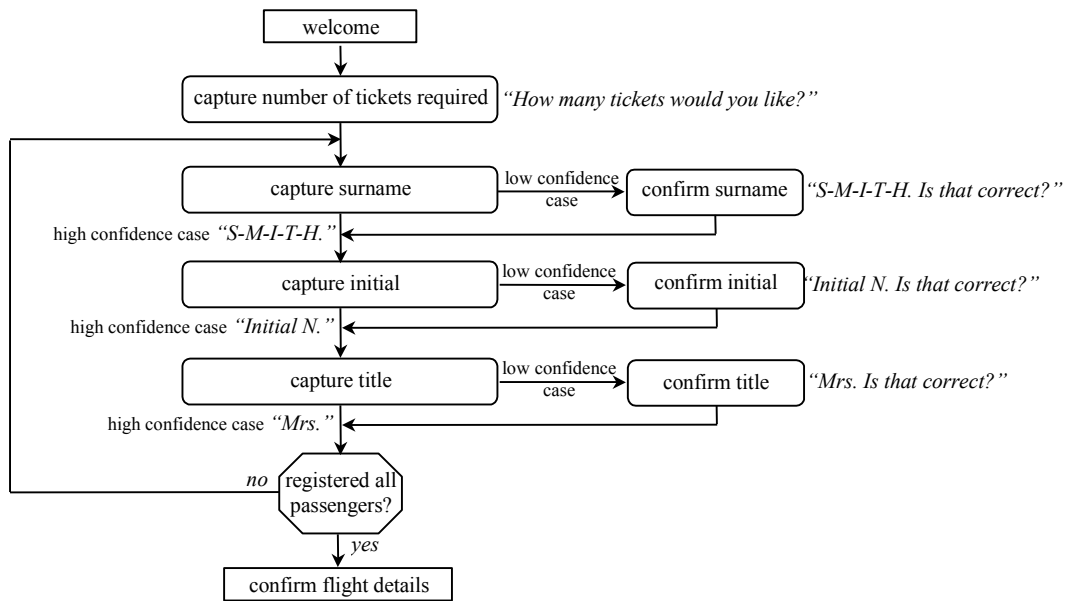 welcome
capture number of tickets required “How many tickets would you like?”
capture surname
low confidence
case
confirm surname
“S-M-I-T-H. Is that correct?”
high confidence case “S-M-I-T-H.”
capture initial
low confidence
case
confirm initial
“Initial N. Is that correct?”
high confidence case “Initial N.”
capture title
low confidence
case
confirm title
“Mrs. Is that correct?”
high confidence case “Mrs.”
no
registered all
passengers?
yes
confirm flight details